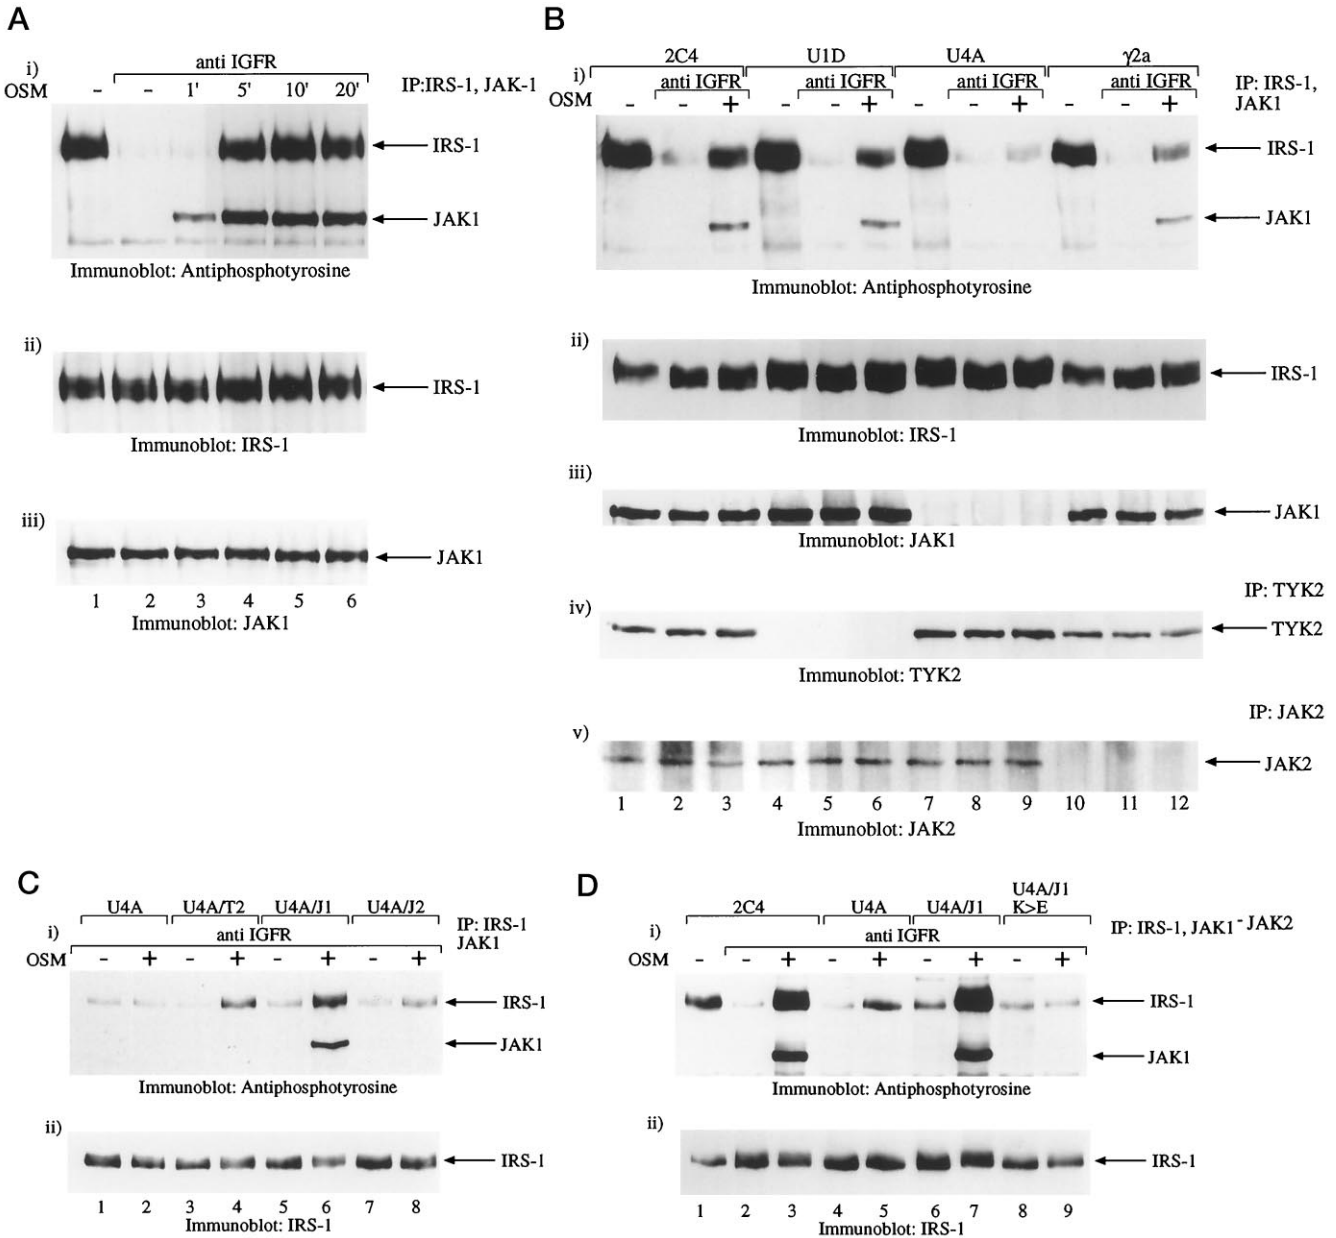 A
anti IGFR
i)
OSM - - 1' 5' 10' 20'
IP:IRS-1, JAK-1
IRS-1
JAK1
Immunoblot: Antiphosphotyrosine
ii)
IRS-1
Immunoblot: IRS-1
iii)
JAK1
1 2 3 4 5 6
Immunoblot: JAK1
B
2C4 U1D U4A γ2a
i) anti IGFR anti IGFR anti IGFR anti IGFR
OSM - - + - - + - - + - - +
IP: IRS-1,
JAK1
IRS-1
JAK1
Immunoblot: Antiphosphotyrosine
ii)
IRS-1
Immunoblot: IRS-1
iii)
JAK1
Immunoblot: JAK1
IP: TYK2
iv)
TYK2
Immunoblot: TYK2
IP: JAK2
v)
JAK2
1 2 3 4 5 6 7 8 9 10 11 12
Immunoblot: JAK2
C
U4A U4A/T2 U4A/J1 U4A/J2
i)
anti IGFR
IP: IRS-1
JAK1
OSM - + - + - + - +
IRS-1
JAK1
Immunoblot: Antiphosphotyrosine
ii)
IRS-1
1 2 3 4 5 6 7 8
Immunoblot: IRS-1
D
U4A/J1
2C4 U4A U4A/J1 K>E
i)
anti IGFR
IP: IRS-1, JAK1-JAK2
OSM - - + - + - + - +
IRS-1
JAK1
Immunoblot: Antiphosphotyrosine
ii)
IRS-1
1 2 3 4 5 6 7 8 9
Immunoblot: IRS-1